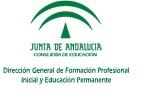 JUNTA DE ANDALUCIA
CONSEJERÍA DE EDUCACIÓN
Dirección General de Formación Profesional
Inicial y Educación Permanente